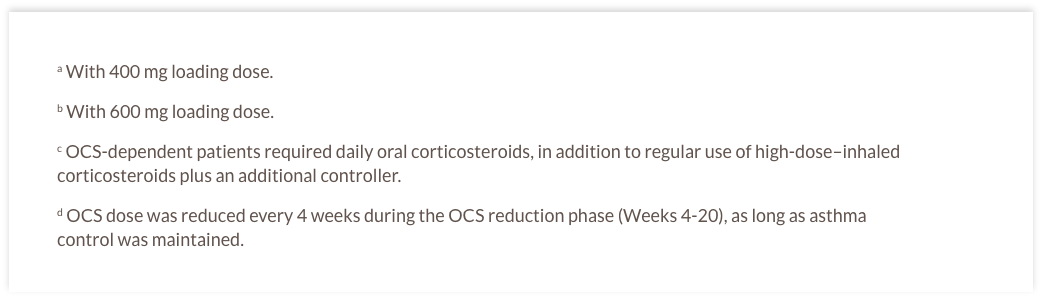 ᵃ With 400 mg loading dose.
ᵇ With 600 mg loading dose.
ᶜ OCS-dependent patients required daily oral corticosteroids, in addition to regular use of high-dose–inhaled
corticosteroids plus an additional controller.
ᵈ OCS dose was reduced every 4 weeks during the OCS reduction phase (Weeks 4-20), as long as asthma
control was maintained.